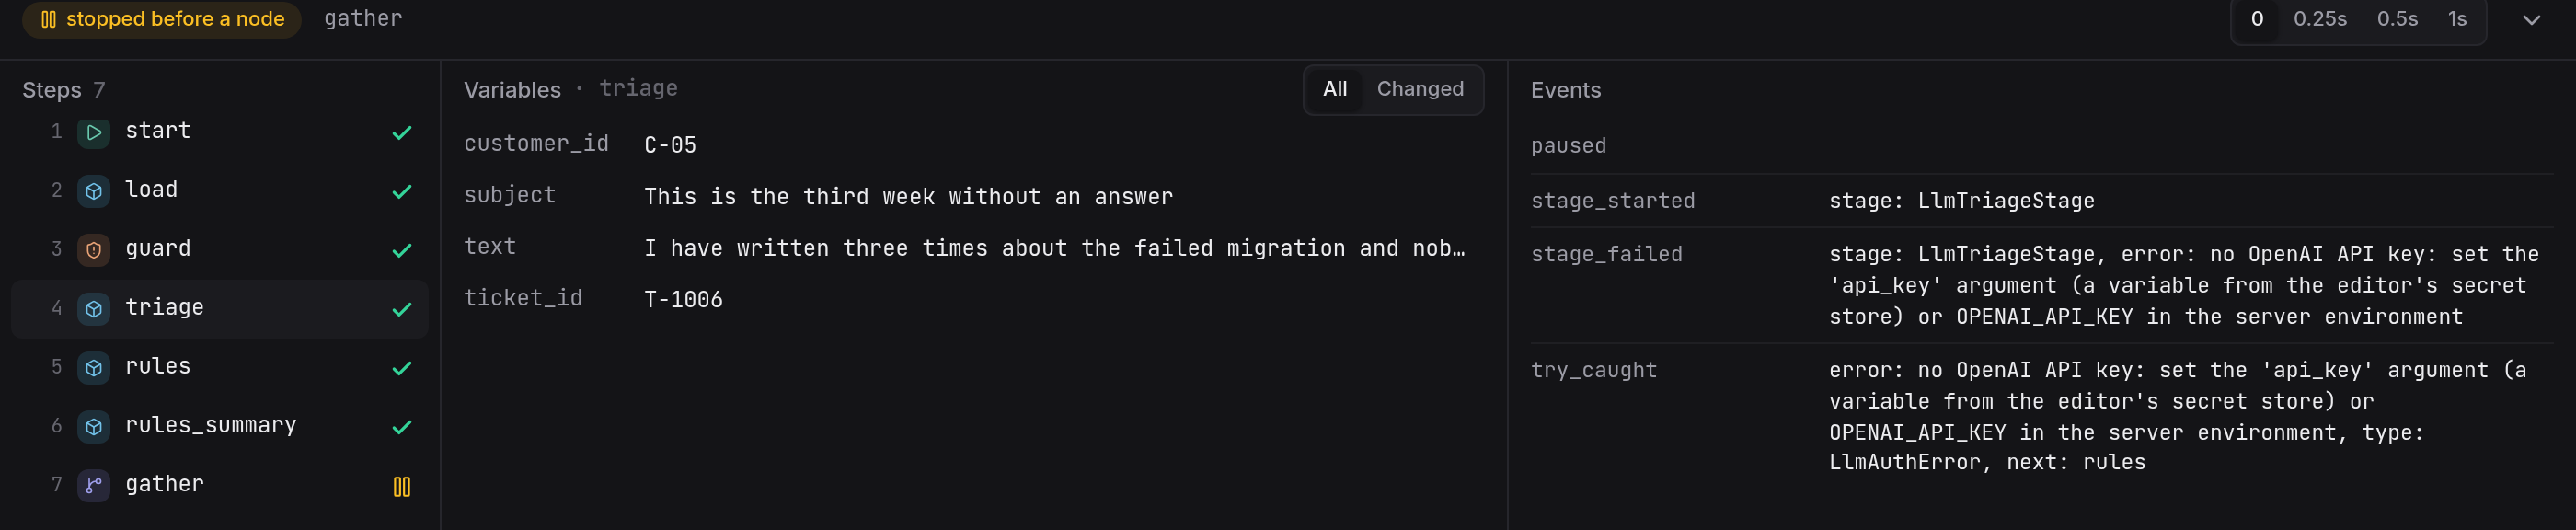 stopped before a node gather 0 0.25s 0.5s 1s
Steps 7
1 start
2 load
3 guard
4 triage
5 rules
6 rules_summary
7 gather
Variables · triage All Changed
customer_id C-05
subject This is the third week without an answer
text I have written three times about the failed migration and nob…
ticket_id T-1006
Events
paused
stage_started stage: LlmTriageStage
stage_failed stage: LlmTriageStage, error: no OpenAI API key: set the
'api_key' argument (a variable from the editor's secret
store) or OPENAI_API_KEY in the server environment
try_caught error: no OpenAI API key: set the 'api_key' argument (a
variable from the editor's secret store) or
OPENAI_API_KEY in the server environment, type:
LlmAuthError, next: rules